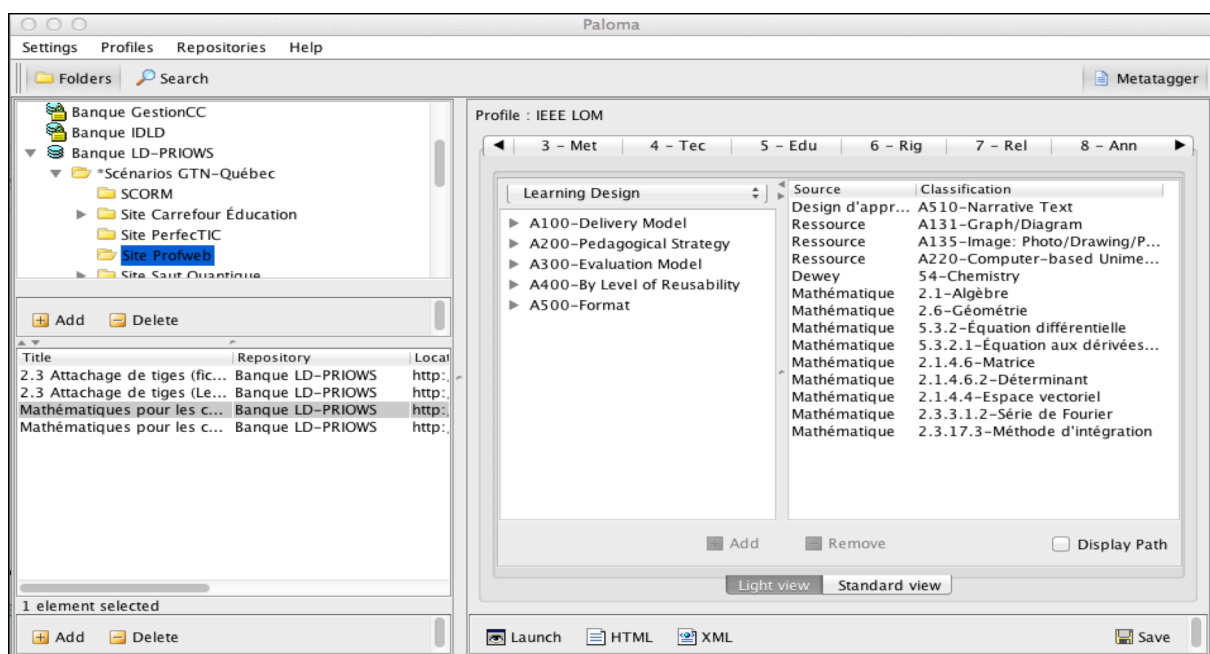 Paloma
Settings Profiles Repositories Help
Folders Search Metatagger
Banque GestionCC
Banque IDLD
Banque LD-PRIOWS
*Scénarios GTN-Québec
SCORM
Site Carrefour Éducation
Site PerfecTIC
Site Profweb
Site Saut Quantique
Add Delete
Title Repository Locat
2.3 Attachage de tiges (fic... Banque LD-PRIOWS http:
2.3 Attachage de tiges (Le... Banque LD-PRIOWS http:
Mathématiques pour les c... Banque LD-PRIOWS http:
Mathématiques pour les c... Banque LD-PRIOWS http:
1 element selected
Add Delete
Profile : IEEE LOM
3 - Met 4 - Tec 5 - Edu 6 - Rig 7 - Rel 8 - Ann
Learning Design
A100-Delivery Model
A200-Pedagogical Strategy
A300-Evaluation Model
A400-By Level of Reusability
A500-Format
Source Classification
Design d'appr... A510-Narrative Text
Ressource A131-Graph/Diagram
Ressource A135-Image: Photo/Drawing/P...
Ressource A220-Computer-based Unime...
Dewey 54-Chemistry
Mathématique 2.1-Algèbre
Mathématique 2.6-Géométrie
Mathématique 5.3.2-Équation différentielle
Mathématique 5.3.2.1-Équation aux dérivées...
Mathématique 2.1.4.6-Matrice
Mathématique 2.1.4.6.2-Déterminant
Mathématique 2.1.4.4-Espace vectoriel
Mathématique 2.3.3.1.2-Série de Fourier
Mathématique 2.3.17.3-Méthode d'intégration
Add Remove Display Path
Light view Standard view
Launch HTML XML Save